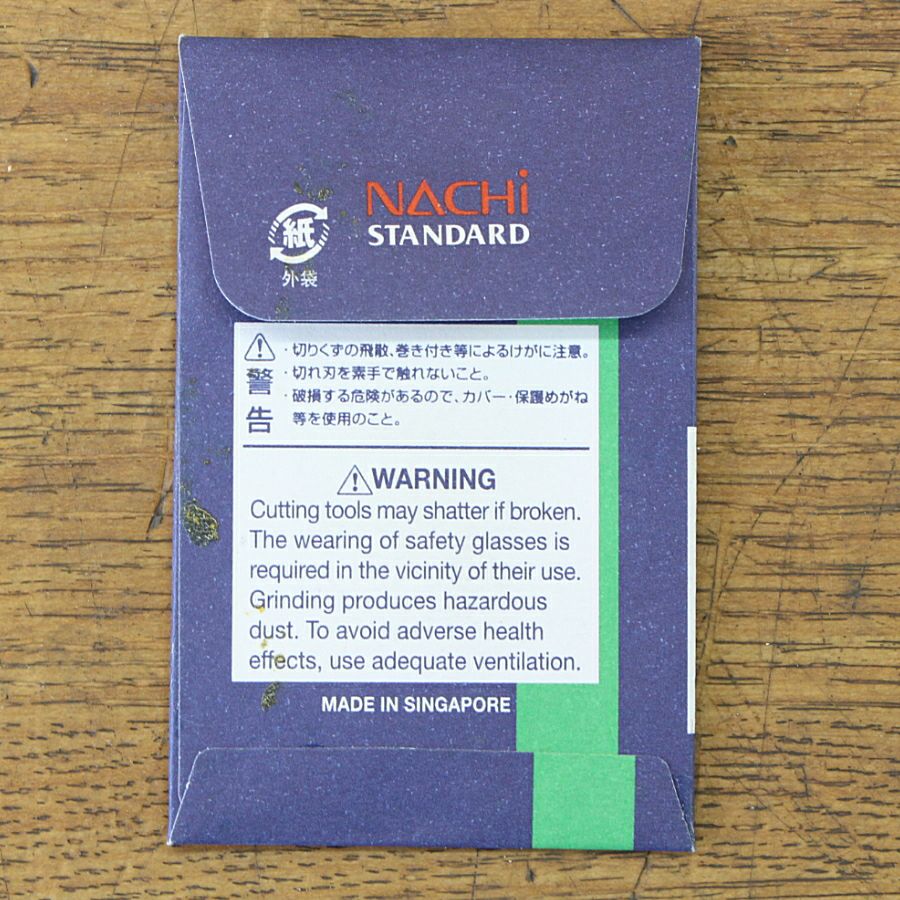 NACHi
STANDARD
紙
外袋
警告
・切りくずの飛散、巻き付き等によるけがに注意。
・切れ刃を素手で触れないこと。
・破損する危険があるので、カバー・保護めがね
等を使用のこと。
WARNING
Cutting tools may shatter if broken.
The wearing of safety glasses is
required in the vicinity of their use.
Grinding produces hazardous
dust. To avoid adverse health
effects, use adequate ventilation.
MADE IN SINGAPORE